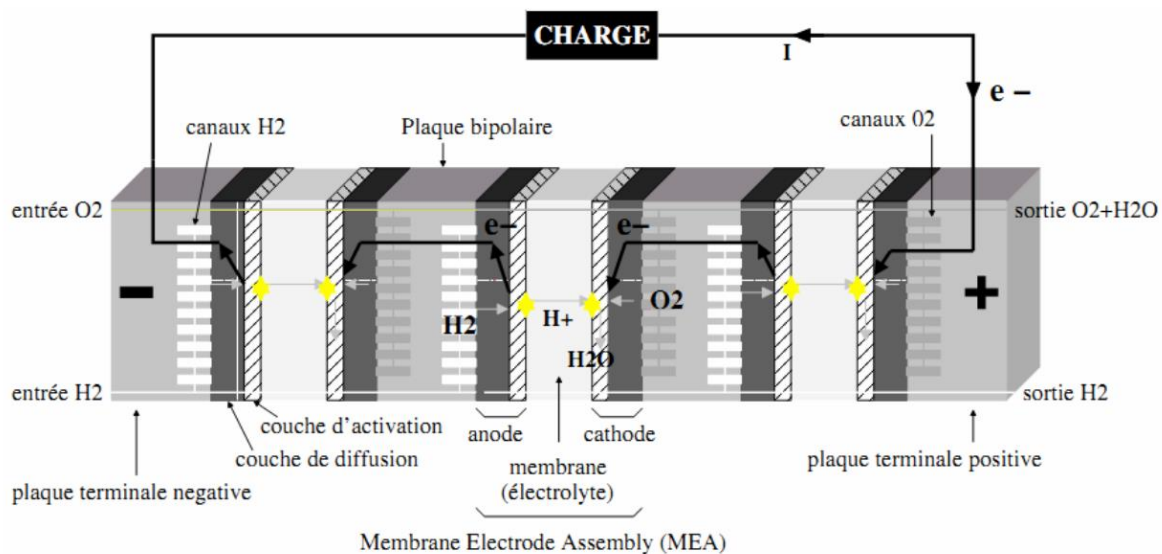 CHARGE
I
e -
canaux H2
Plaque bipolaire
canaux 02
entrée O2
sortie O2+H2O
e-
e-
-
+
H2
H+
O2
H2O
entrée H2
sortie H2
couche d'activation
anode
cathode
couche de diffusion
membrane
(électrolyte)
plaque terminale positive
plaque terminale negative
Membrane Electrode Assembly (MEA)